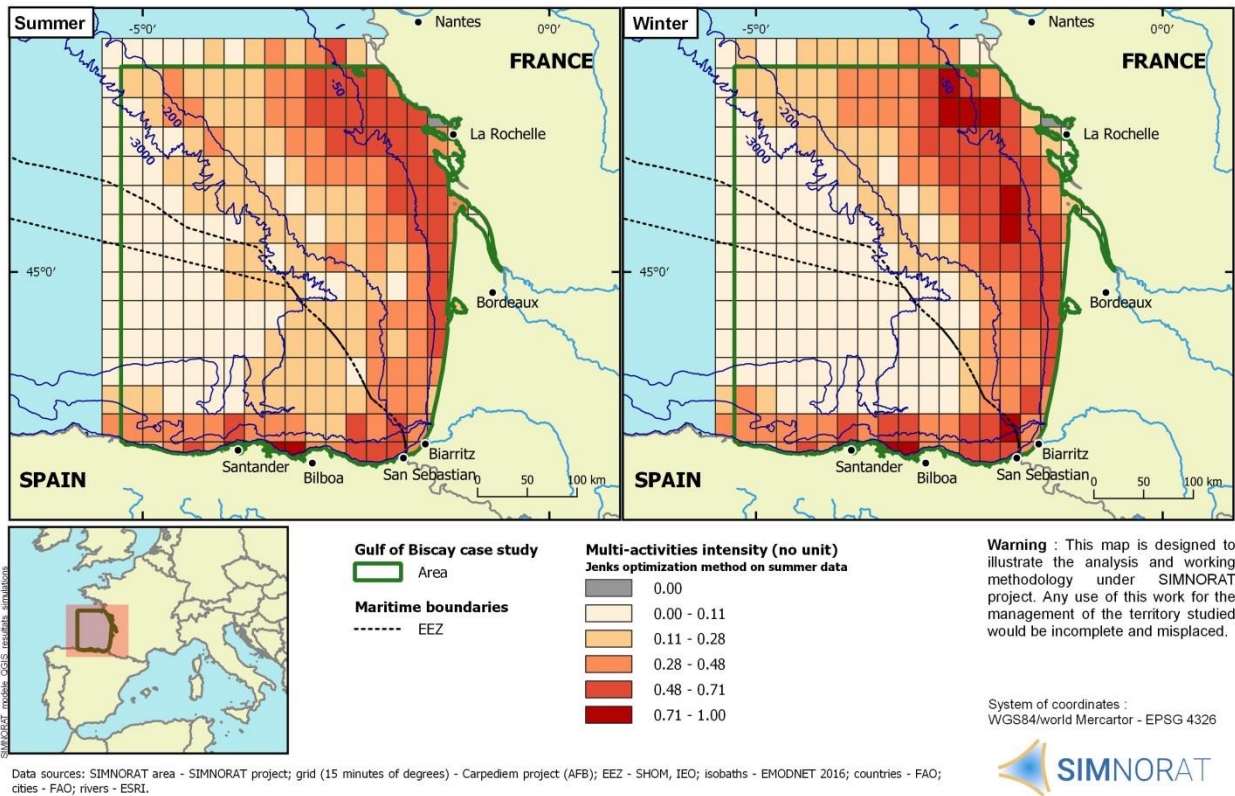 Summer
-5°0'
Nantes
0°0'
FRANCE
-50
-200
-3000
La Rochelle
45°0'
Bordeaux
Biarritz
Santander
San Sebastian
Bilboa
SPAIN
0 50 100 km
Winter
-5°0'
Nantes
0°0'
FRANCE
-50
-200
-3000
La Rochelle
45°0'
Bordeaux
Biarritz
Santander
San Sebastian
Bilboa
SPAIN
0 50 100 km
SIMNORAT_modele_QGIS_resultats_simulations
Gulf of Biscay case study
Area
Maritime boundaries
EEZ
Multi-activities intensity (no unit)
Jenks optimization method on summer data
0.00
0.00 - 0.11
0.11 - 0.28
0.28 - 0.48
0.48 - 0.71
0.71 - 1.00
Warning : This map is designed to
illustrate the analysis and working
methodology under SIMNORAT
project. Any use of this work for the
management of the territory studied
would be incomplete and misplaced.
System of coordinates :
WGS84/world Mercartor - EPSG 4326
SIMNORAT
Data sources: SIMNORAT area - SIMNORAT project; grid (15 minutes of degrees) - Carpediem project (AFB); EEZ - SHOM, IEO; isobaths - EMODNET 2016; countries - FAO;
cities - FAO; rivers - ESRI.